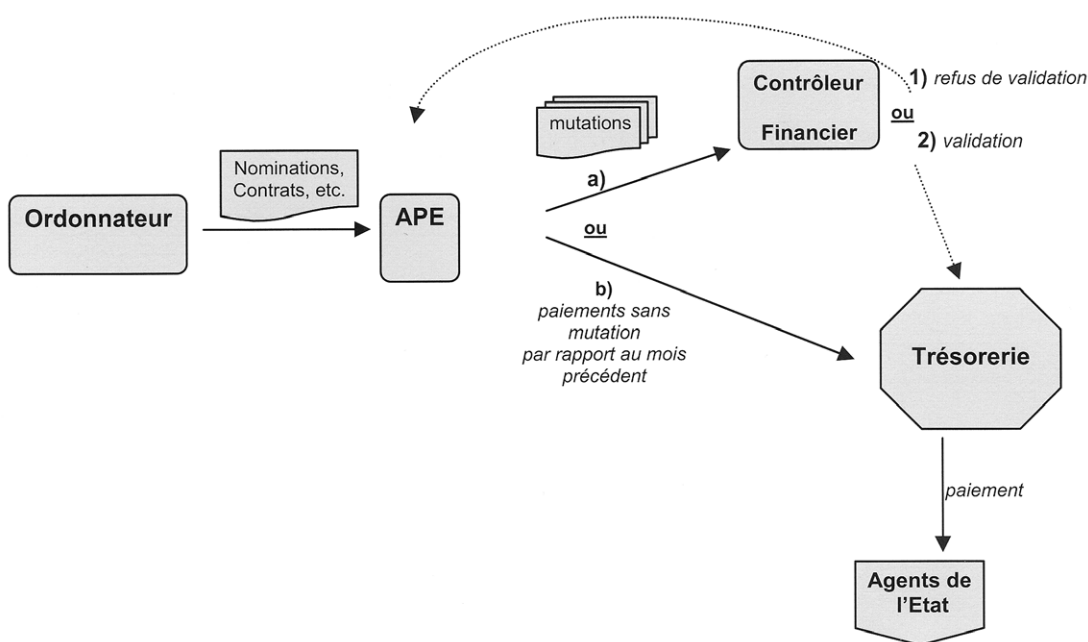 Contrôleur
Financier
1) refus de validation
ou
2) validation
mutations
Nominations,
Contrats, etc.
Ordonnateur
APE
a)
ou
b)
paiements sans
mutation
par rapport au mois
précédent
Trésorerie
paiement
Agents de
l'Etat